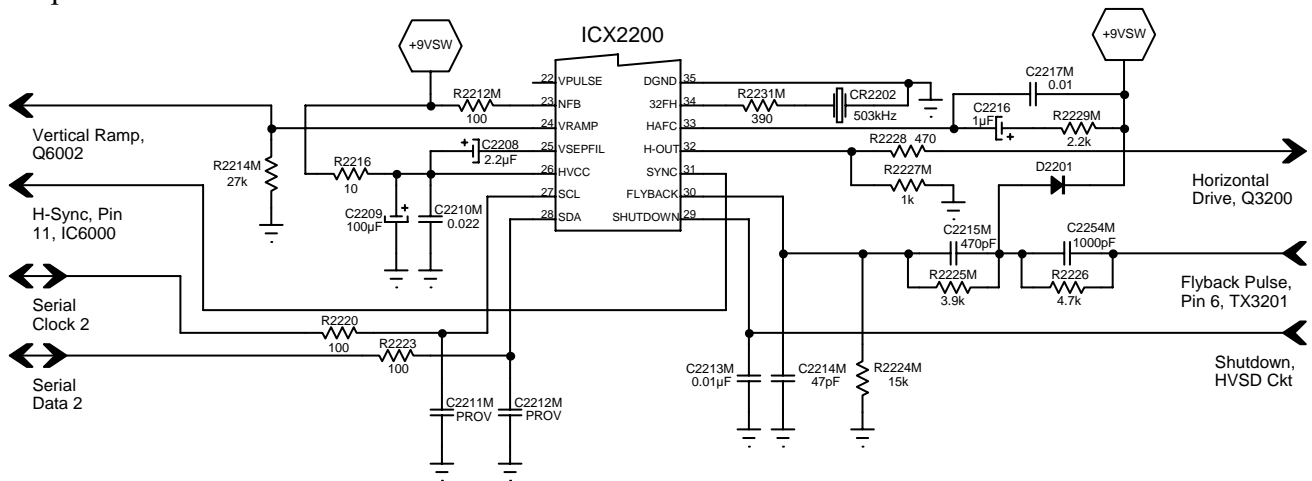 ICX2200
+9VSW
+9VSW
22 VPULSE
23 NFB
24 VRAMP
25 VSEPFIL
26 HVCC
27 SCL
28 SDA
DGND 35
32FH 34
HAFC 33
H-OUT 32
SYNC 31
FLYBACK 30
SHUTDOWN 29
R2212M
100
Vertical Ramp,
Q6002
R2214M
27k
C2208
2.2µF
R2216
10
H-Sync, Pin
11, IC6000
C2209
100µF
C2210M
0.022
Serial
Clock 2
R2220
100
R2223
100
Serial
Data 2
C2211M
PROV
C2212M
PROV
R2231M
390
CR2202
503kHz
C2217M
0.01
C2216
1µF
R2229M
2.2k
R2228 470
R2227M
1k
D2201
Horizontal
Drive, Q3200
C2215M
470pF
C2254M
1000pF
R2225M
3.9k
R2226
4.7k
Flyback Pulse,
Pin 6, TX3201
C2213M
0.01µF
C2214M
47pF
R2224M
15k
Shutdown,
HVSD Ckt